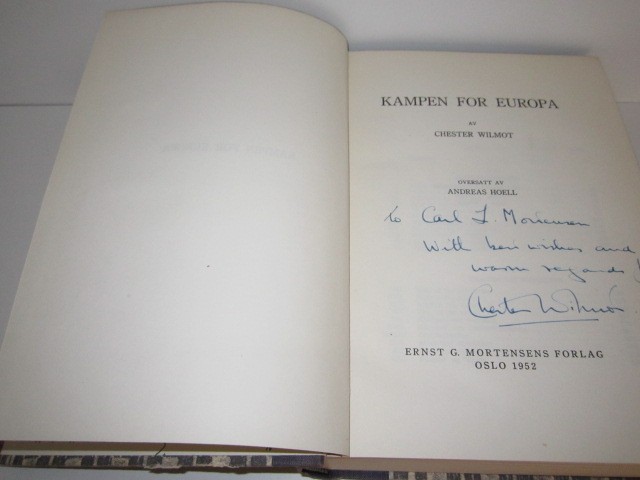 KAMPEN FOR EUROPA
AV
CHESTER WILMOT
OVERSATT AV
ANDREAS HOELL
to Carl L. Mortensen
With best wishes and
warm regards
Chester Wilmot
ERNST G. MORTENSENS FORLAG
OSLO 1952